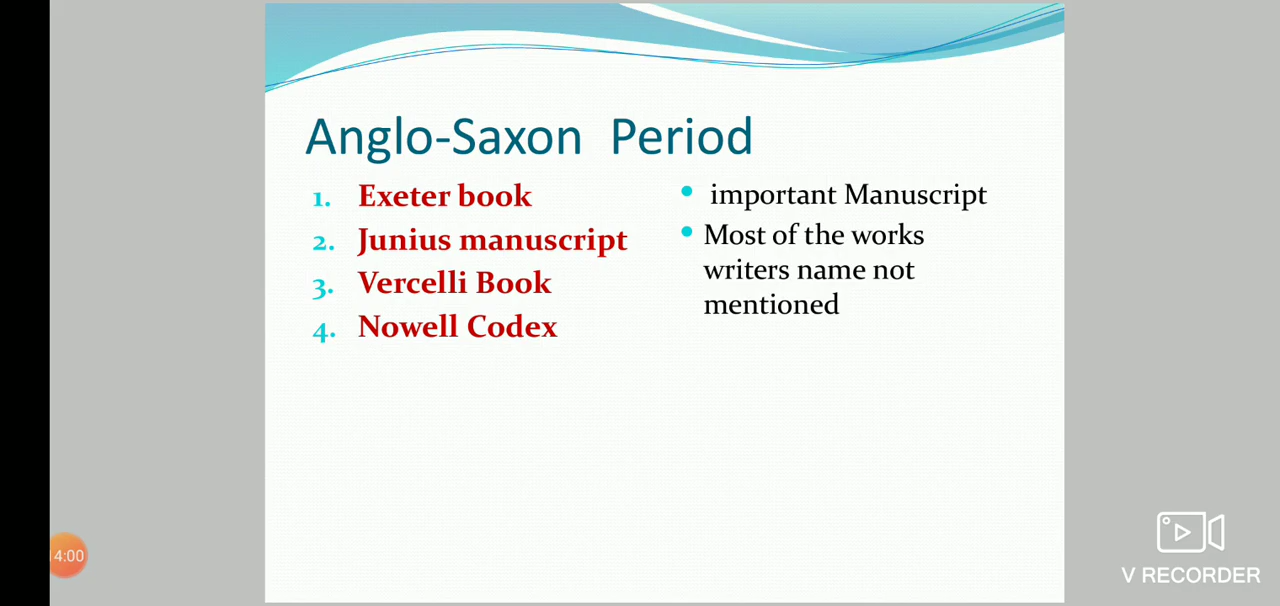 Anglo-Saxon Period
1. Exeter book
2. Junius manuscript
3. Vercelli Book
4. Nowell Codex
• important Manuscript
• Most of the works
writers name not
mentioned
14:00
V RECORDER